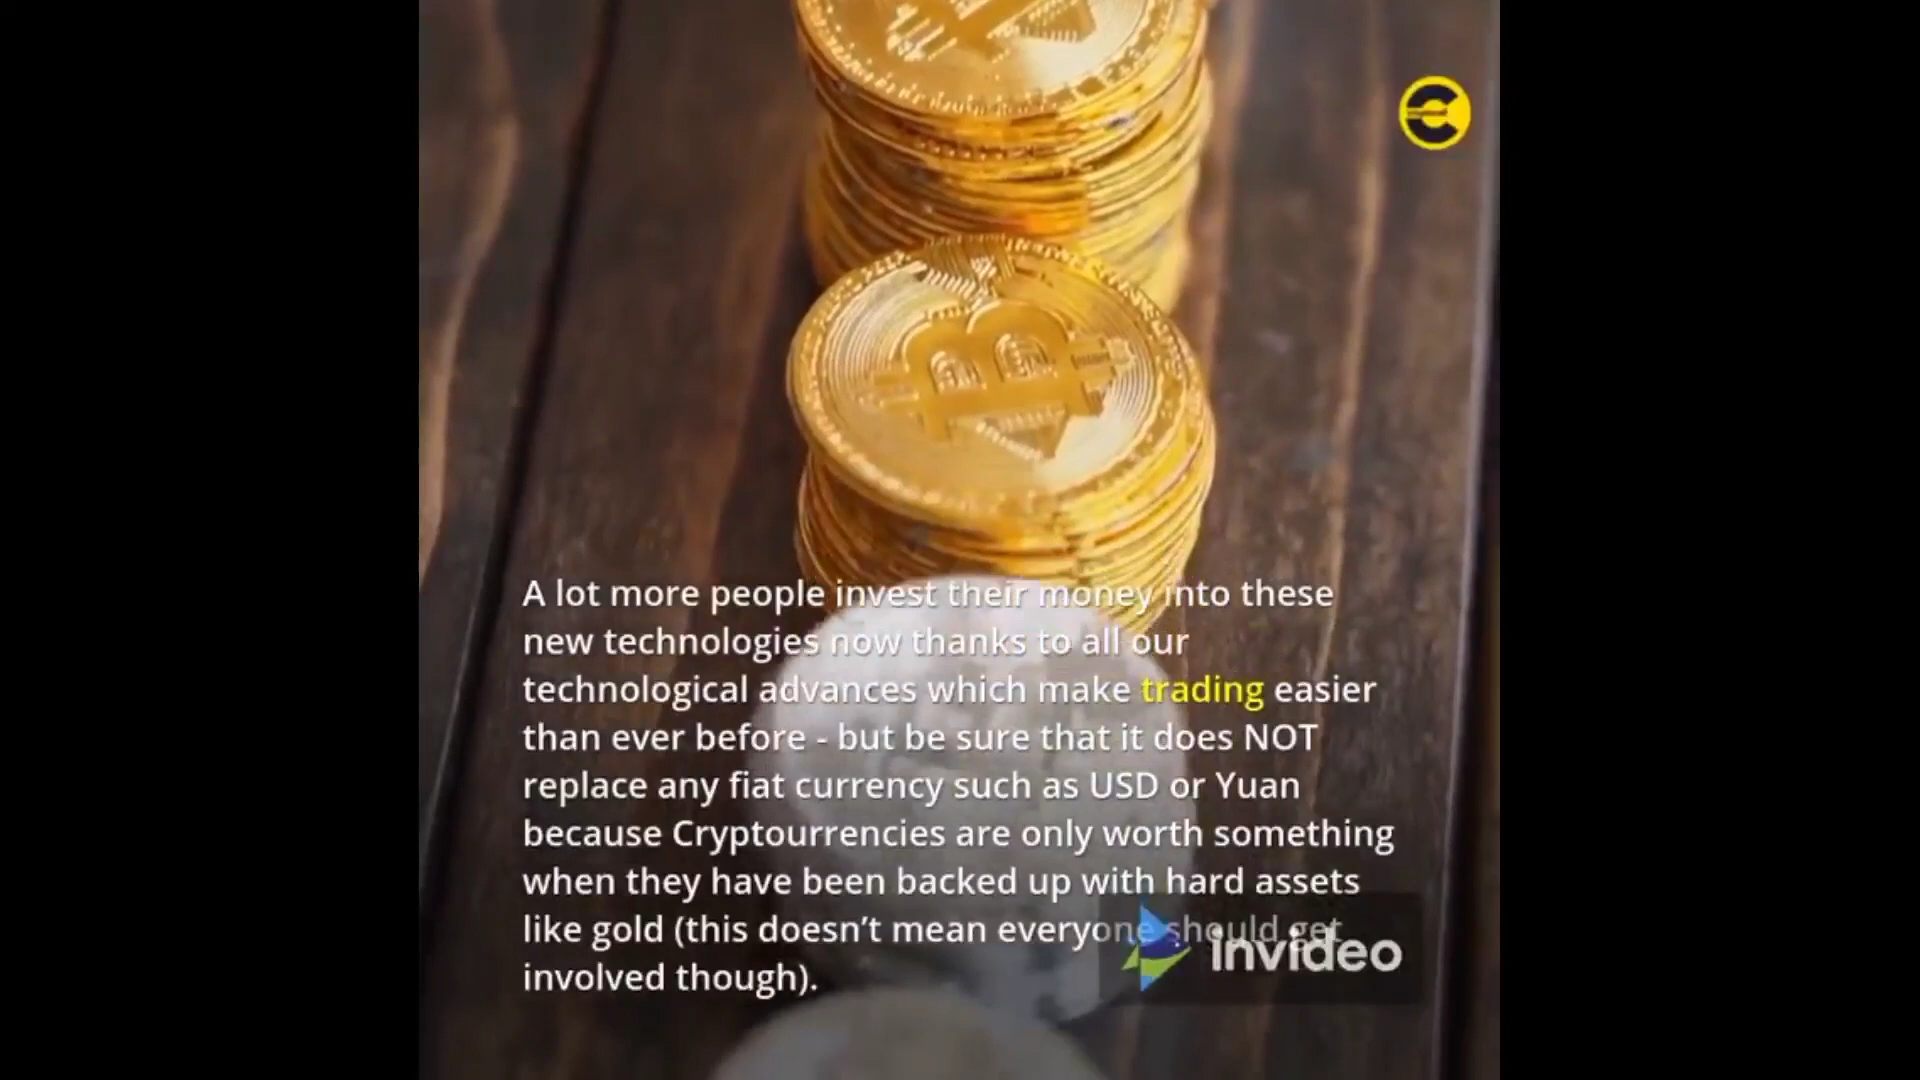 A lot more people invest their money into these
new technologies now thanks to all our
technological advances which make trading easier
than ever before - but be sure that it does NOT
replace any fiat currency such as USD or Yuan
because Cryptourrencies are only worth something
when they have been backed up with hard assets
like gold (this doesn't mean everyone should get
involved though).
invideo